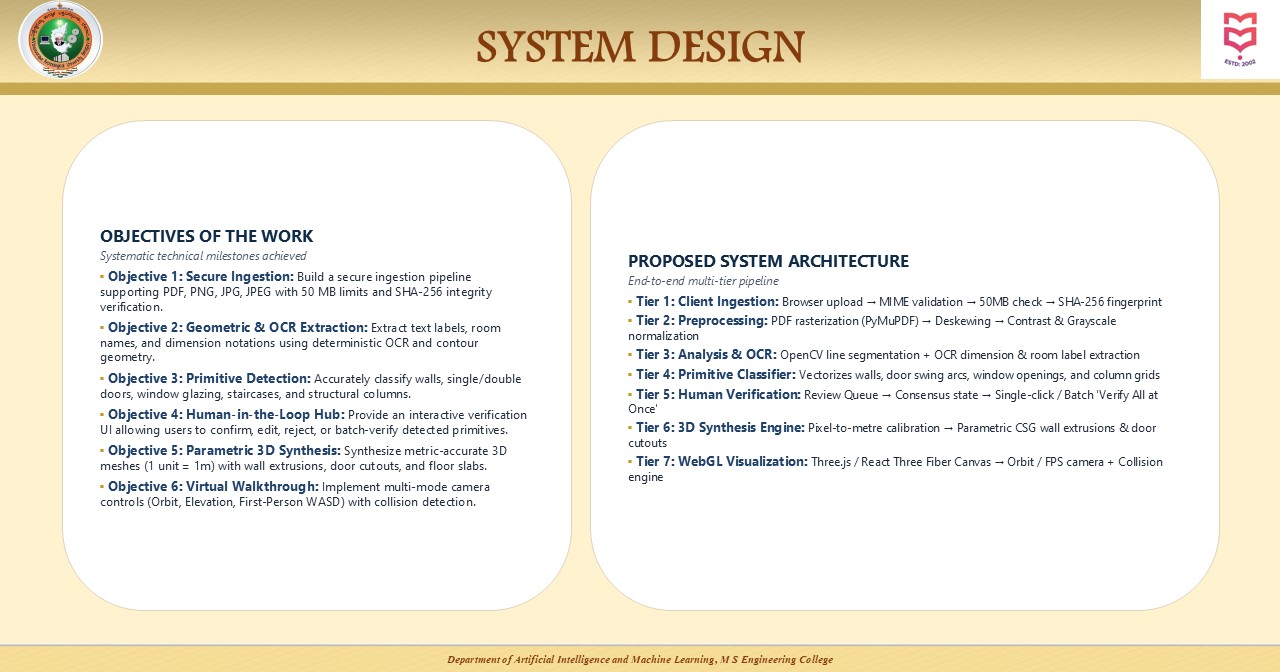 SYSTEM DESIGN
ESTD: 2002
OBJECTIVES OF THE WORK
Systematic technical milestones achieved
▪ Objective 1: Secure Ingestion: Build a secure ingestion pipeline
supporting PDF, PNG, JPG, JPEG with 50 MB limits and SHA-256 integrity
verification.
▪ Objective 2: Geometric & OCR Extraction: Extract text labels, room
names, and dimension notations using deterministic OCR and contour
geometry.
▪ Objective 3: Primitive Detection: Accurately classify walls, single/double
doors, window glazing, staircases, and structural columns.
▪ Objective 4: Human-in-the-Loop Hub: Provide an interactive verification
UI allowing users to confirm, edit, reject, or batch-verify detected primitives.
▪ Objective 5: Parametric 3D Synthesis: Synthesize metric-accurate 3D
meshes (1 unit = 1m) with wall extrusions, door cutouts, and floor slabs.
▪ Objective 6: Virtual Walkthrough: Implement multi-mode camera
controls (Orbit, Elevation, First-Person WASD) with collision detection.
PROPOSED SYSTEM ARCHITECTURE
End-to-end multi-tier pipeline
▪ Tier 1: Client Ingestion: Browser upload → MIME validation → 50MB check → SHA-256 fingerprint
▪ Tier 2: Preprocessing: PDF rasterization (PyMuPDF) → Deskewing → Contrast & Grayscale
normalization
▪ Tier 3: Analysis & OCR: OpenCV line segmentation + OCR dimension & room label extraction
▪ Tier 4: Primitive Classifier: Vectorizes walls, door swing arcs, window openings, and column grids
▪ Tier 5: Human Verification: Review Queue → Consensus state → Single-click / Batch 'Verify All at
Once'
▪ Tier 6: 3D Synthesis Engine: Pixel-to-metre calibration → Parametric CSG wall extrusions & door
cutouts
▪ Tier 7: WebGL Visualization: Three.js / React Three Fiber Canvas → Orbit / FPS camera + Collision
engine
Department of Artificial Intelligence and Machine Learning, M S Engineering College